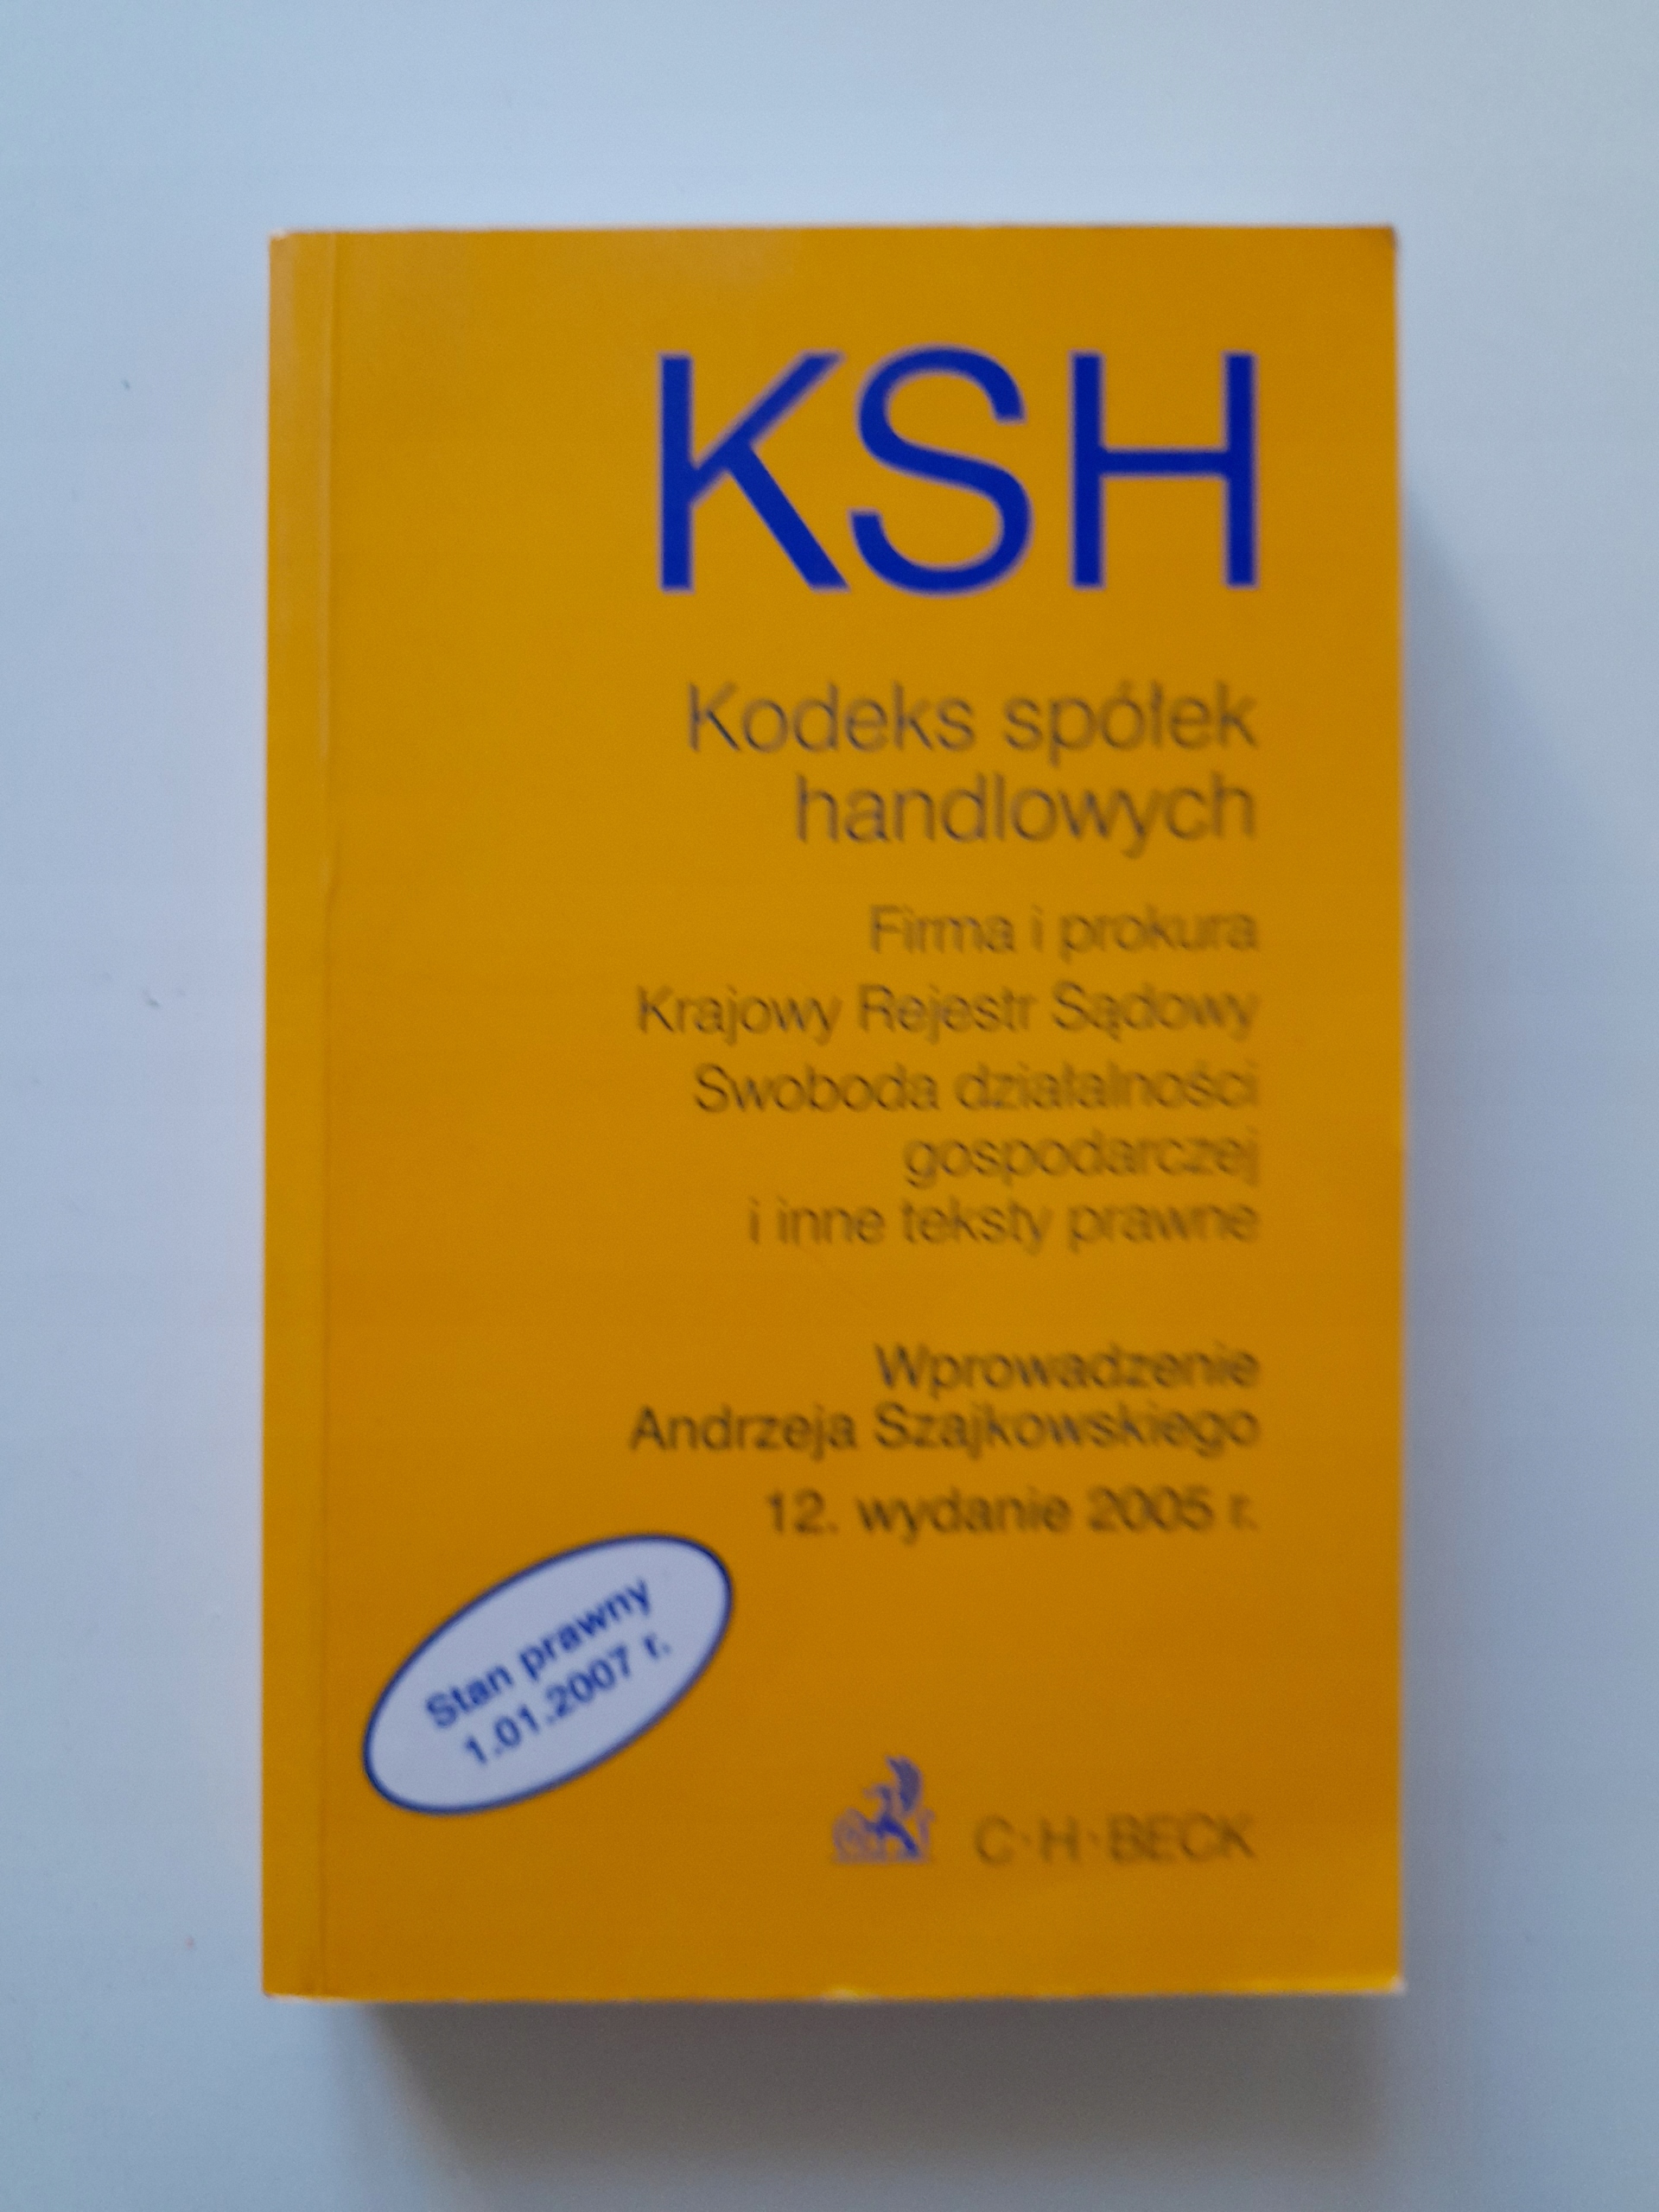 KSH
Kodeks spółek
handlowych
Firma i prokura
Krajowy Rejestr Sądowy
Swoboda działalności
gospodarczej
i inne teksty prawne
Wprowadzenie
Andrzeja Szajkowskiego
12. wydanie 2005 r.
Stan prawny
1.01.2007 r.
C·H·BECK